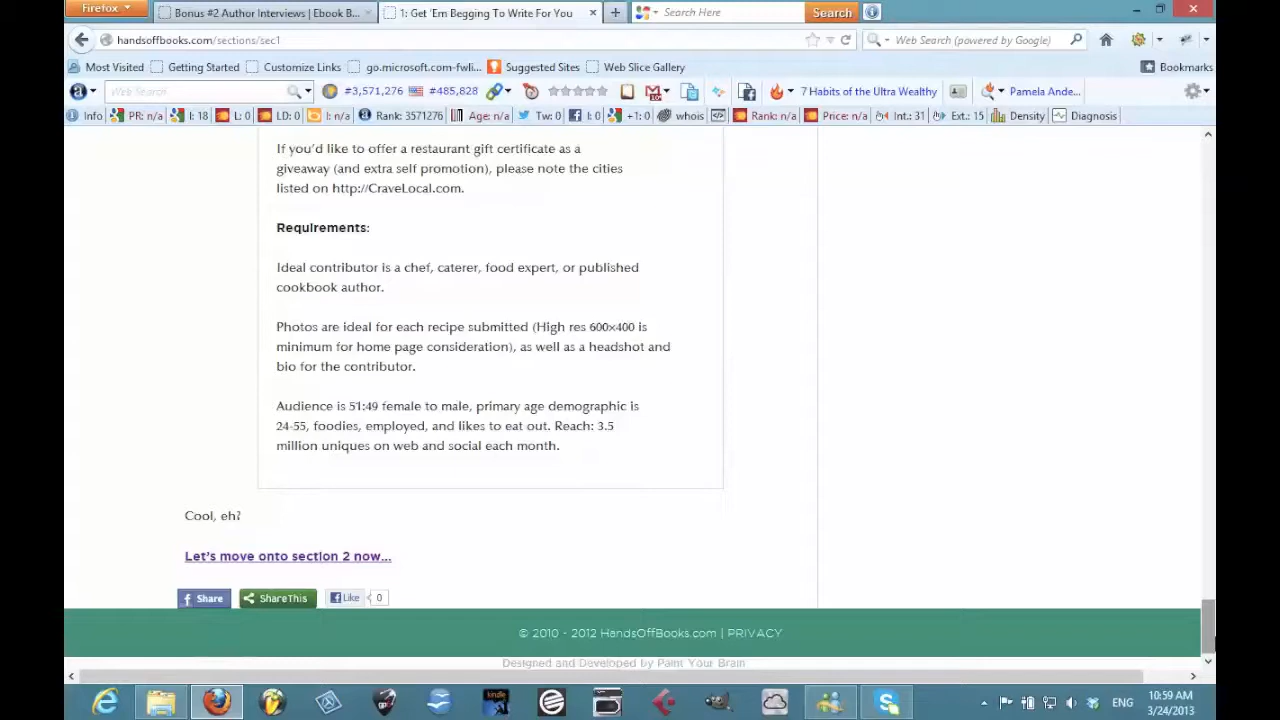 Firefox
Bonus #2 Author Interviews | Ebook B...
1: Get 'Em Begging To Write For You
Search Here
Search
handsoffbooks.com/sections/sec1
Web Search (powered by Google)
Most Visited
Getting Started
Customize Links
go.microsoft.com-fwli...
Suggested Sites
Web Slice Gallery
Bookmarks
Web Search
#3,571,276
#485,828
7 Habits of the Ultra Wealthy
Pamela Ande...
Info
PR: n/a
I: 18
L: 0
LD: 0
I: n/a
Rank: 3571276
Age: n/a
Tw: 0
I: 0
+1: 0
whois
Rank: n/a
Price: n/a
Int.: 31
Ext.: 15
Density
Diagnosis
If you'd like to offer a restaurant gift certificate as a
giveaway (and extra self promotion), please note the cities
listed on http://CraveLocal.com.
Requirements:
Ideal contributor is a chef, caterer, food expert, or published
cookbook author.
Photos are ideal for each recipe submitted (High res 600×400 is
minimum for home page consideration), as well as a headshot and
bio for the contributor.
Audience is 51:49 female to male, primary age demographic is
24-55, foodies, employed, and likes to eat out. Reach: 3.5
million uniques on web and social each month.
Cool, eh?
Let's move onto section 2 now...
Share
ShareThis
Like
0
© 2010 - 2012 HandsOffBooks.com | PRIVACY
Designed and Developed by Paint Your Brain
kindle
ENG
10:59 AM
3/24/2013